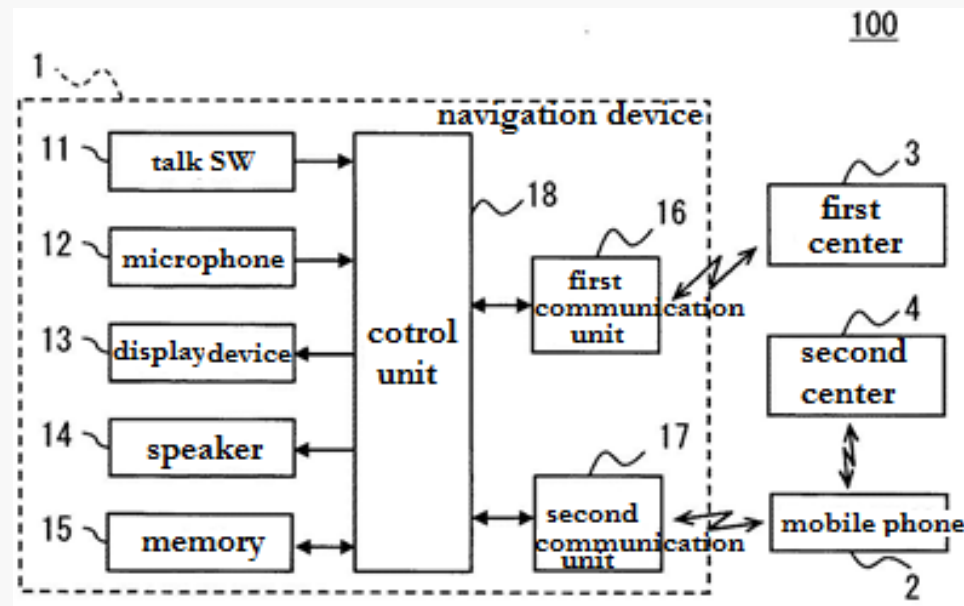 100
1
navigation device
11
talk SW
12
microphone
13
display device
14
speaker
15
memory
cotrol
unit
18
16
first
communication
unit
17
second
communication
unit
3
first
center
4
second
center
mobile phone
2